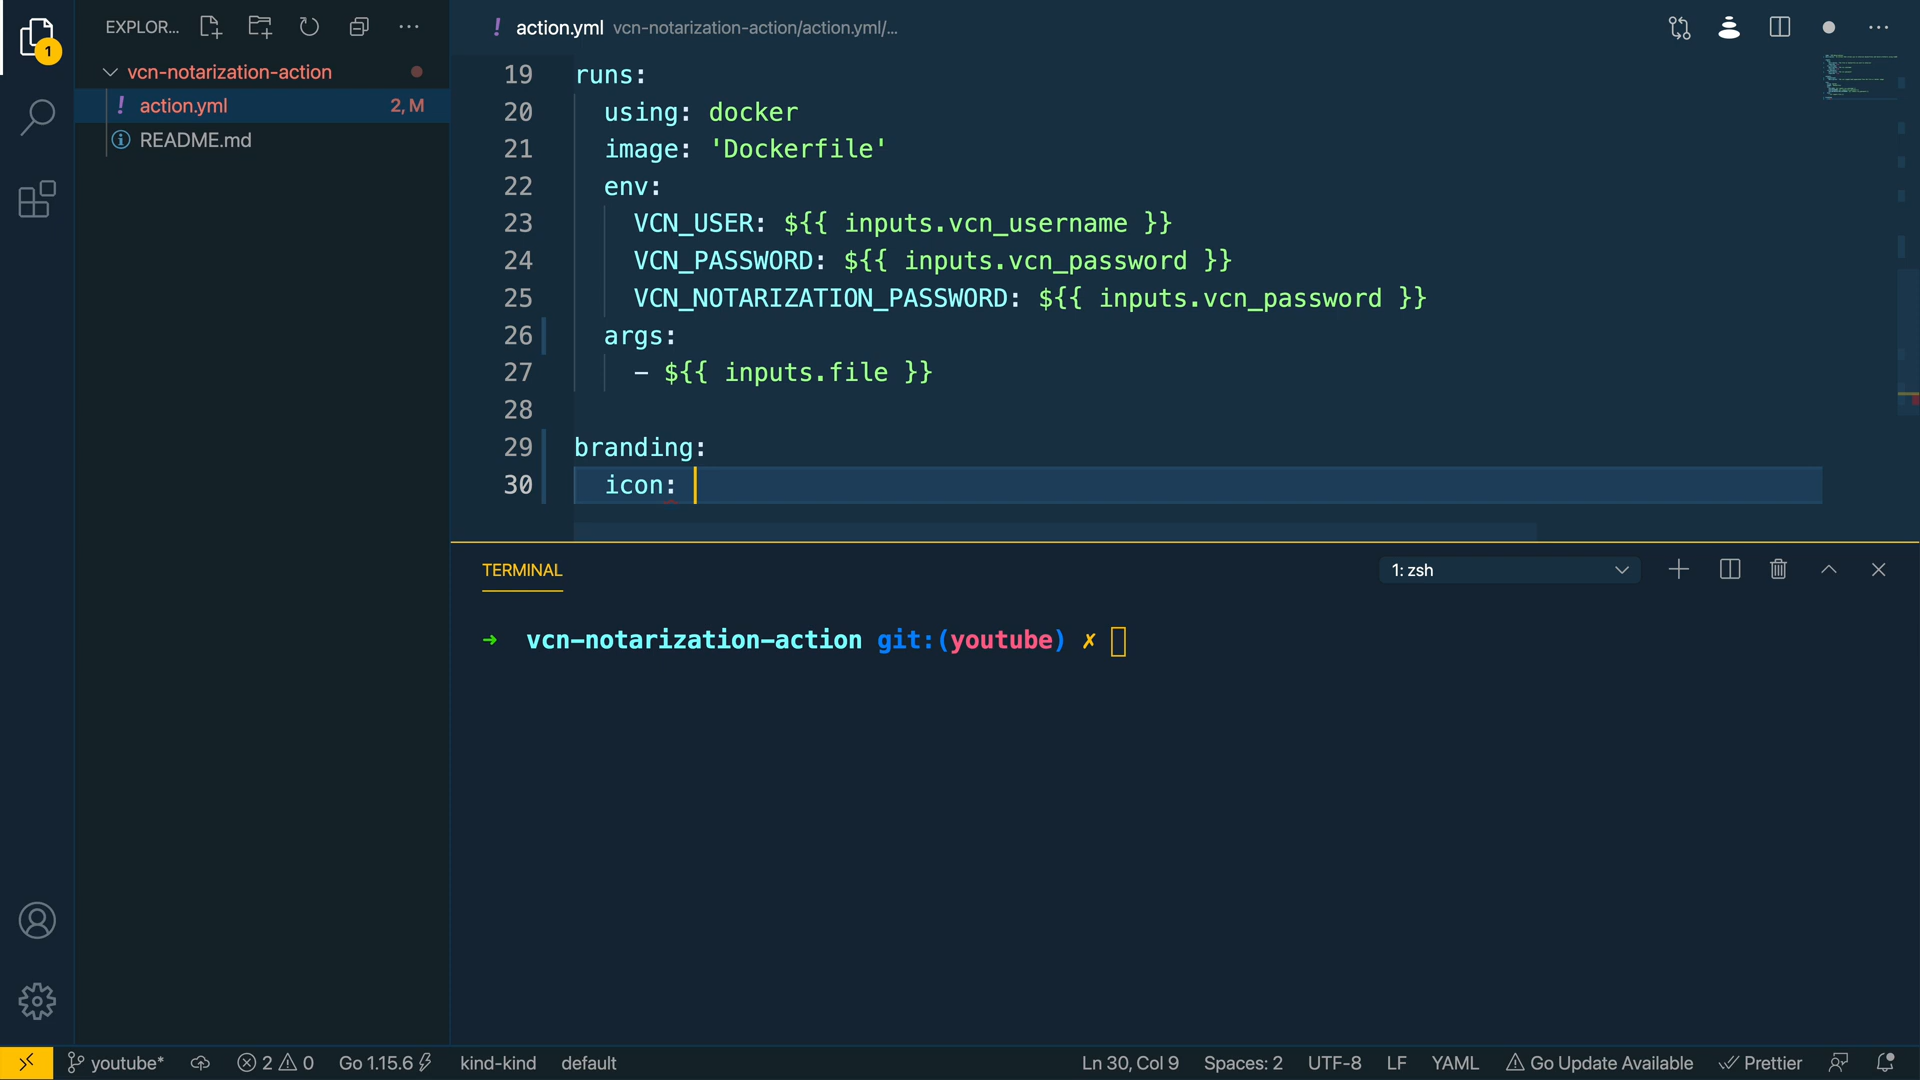 EXPLOR...
vcn-notarization-action
action.yml 2, M
README.md
1
action.yml vcn-notarization-action/action.yml/...
19 runs:
20 using: docker
21 image: 'Dockerfile'
22 env:
23 VCN_USER: ${{ inputs.vcn_username }}
24 VCN_PASSWORD: ${{ inputs.vcn_password }}
25 VCN_NOTARIZATION_PASSWORD: ${{ inputs.vcn_password }}
26 args:
27 - ${{ inputs.file }}
28
29 branding:
30 icon:
TERMINAL 1: zsh
➜ vcn-notarization-action git:(youtube) ✗
youtube* 2 0 Go 1.15.6 kind-kind default Ln 30, Col 9 Spaces: 2 UTF-8 LF YAML Go Update Available Prettier